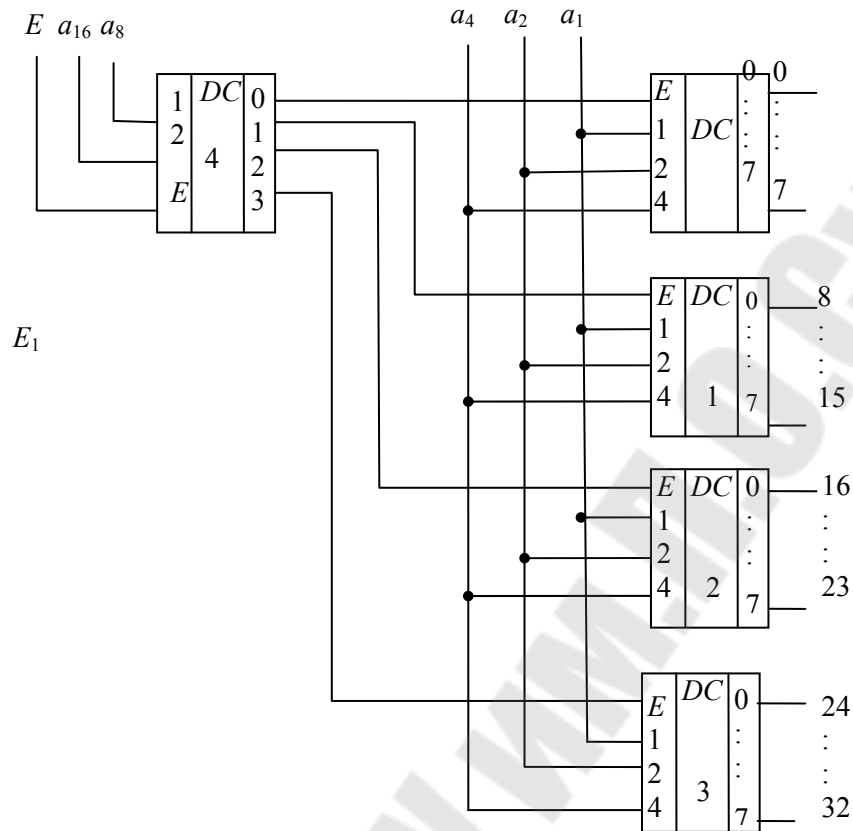 E a₁₆ a₈ a₄ a₂ a₁
1 DC 0
2 4 1
2
E 3
E DC 0 0
1 : :
2 : :
4 7 7
E₁
E DC 0 8
1 : :
2 : :
4 1 7 15
E DC 0 16
1 : :
2 : :
4 2 7 23
E DC 0 24
1 : :
2 : :
4 3 7 32